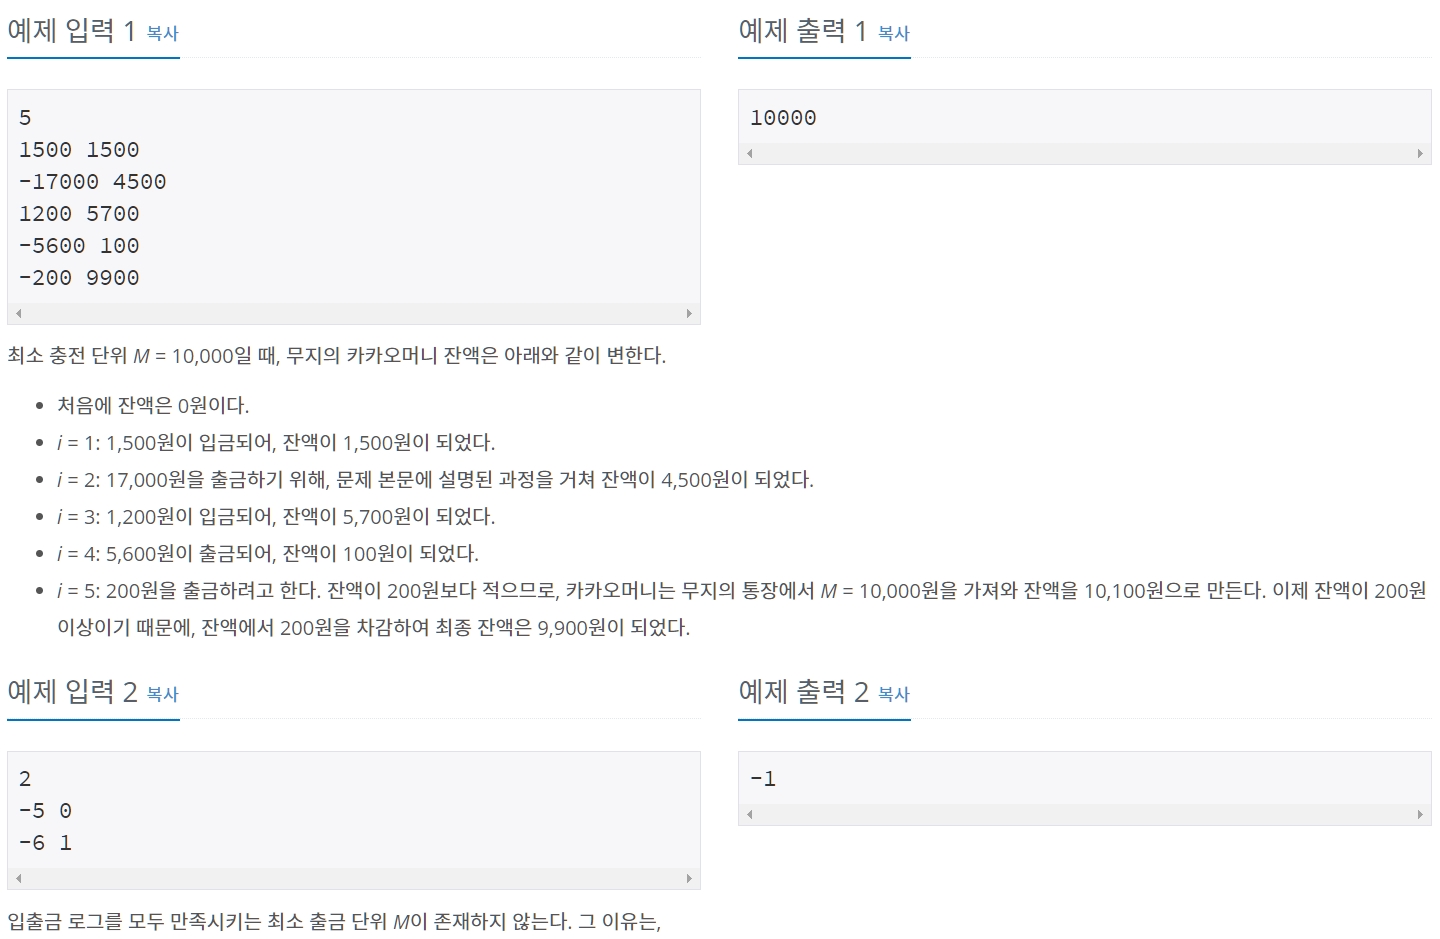 예제 입력 1 복사
5
1500 1500
-17000 4500
1200 5700
-5600 100
-200 9900
예제 출력 1 복사
10000
최소 충전 단위 M = 10,000일 때, 무지의 카카오머니 잔액은 아래와 같이 변한다.
• 처음에 잔액은 0원이다.
• i = 1: 1,500원이 입금되어, 잔액이 1,500원이 되었다.
• i = 2: 17,000원을 출금하기 위해, 문제 본문에 설명된 과정을 거쳐 잔액이 4,500원이 되었다.
• i = 3: 1,200원이 입금되어, 잔액이 5,700원이 되었다.
• i = 4: 5,600원이 출금되어, 잔액이 100원이 되었다.
• i = 5: 200원을 출금하려고 한다. 잔액이 200원보다 적으므로, 카카오머니는 무지의 통장에서 M = 10,000원을 가져와 잔액을 10,100원으로 만든다. 이제 잔액이 200원
이상이기 때문에, 잔액에서 200원을 차감하여 최종 잔액은 9,900원이 되었다.
예제 입력 2 복사
2
-5 0
-6 1
예제 출력 2 복사
-1
입출금 로그를 모두 만족시키는 최소 출금 단위 M이 존재하지 않는다. 그 이유는,